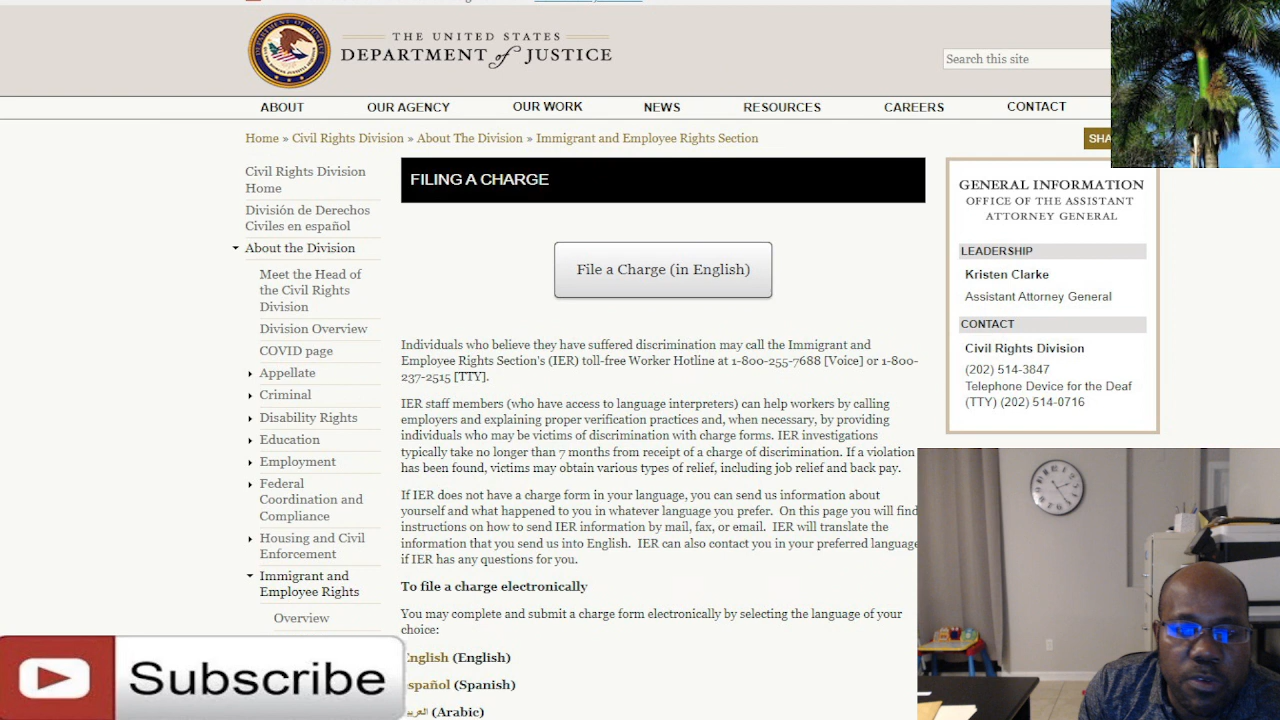 THE UNITED STATES
DEPARTMENT of JUSTICE
Search this site
ABOUT
OUR AGENCY
OUR WORK
NEWS
RESOURCES
CAREERS
CONTACT
Home » Civil Rights Division » About The Division » Immigrant and Employee Rights Section
SHA
Civil Rights Division
Home
División de Derechos
Civiles en español
About the Division
Meet the Head of
the Civil Rights
Division
Division Overview
COVID page
Appellate
Criminal
Disability Rights
Education
Employment
Federal
Coordination and
Compliance
Housing and Civil
Enforcement
Immigrant and
Employee Rights
Overview
FILING A CHARGE
File a Charge (in English)
Individuals who believe they have suffered discrimination may call the Immigrant and
Employee Rights Section's (IER) toll-free Worker Hotline at 1-800-255-7688 [Voice] or 1-800-
237-2515 [TTY].
IER staff members (who have access to language interpreters) can help workers by calling
employers and explaining proper verification practices and, when necessary, by providing
individuals who may be victims of discrimination with charge forms. IER investigations
typically take no longer than 7 months from receipt of a charge of discrimination. If a violation
has been found, victims may obtain various types of relief, including job relief and back pay.
If IER does not have a charge form in your language, you can send us information about
yourself and what happened to you in whatever language you prefer. On this page you will find
instructions on how to send IER information by mail, fax, or email. IER will translate the
information that you send us into English. IER can also contact you in your preferred language
if IER has any questions for you.
To file a charge electronically
You may complete and submit a charge form electronically by selecting the language of your
choice:
English (English)
español (Spanish)
العربية (Arabic)
GENERAL INFORMATION
OFFICE OF THE ASSISTANT
ATTORNEY GENERAL
LEADERSHIP
Kristen Clarke
Assistant Attorney General
CONTACT
Civil Rights Division
(202) 514-3847
Telephone Device for the Deaf
(TTY) (202) 514-0716
Subscribe